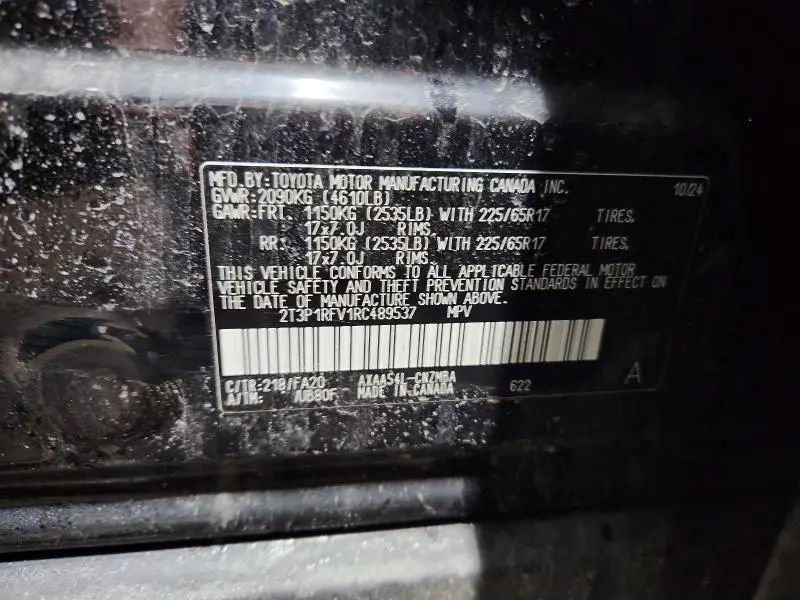 MFD.BY:TOYOTA MOTOR MANUFACTURING CANADA INC. 10/24
GVWR:2090KG (4610LB)
GAWR:FRT. 1150KG (2535LB) WITH 225/65R17 TIRES,
17x7.0J RIMS.
RR: 1150KG (2535LB) WITH 225/65R17 TIRES,
17x7.0J RIMS.
THIS VEHICLE CONFORMS TO ALL APPLICABLE FEDERAL MOTOR
VEHICLE SAFETY AND THEFT PREVENTION STANDARDS IN EFFECT ON
THE DATE OF MANUFACTURE SHOWN ABOVE.
2T3P1RFV1RC489537 MPV
C/TR:218/FA20 AXAA54L-CNZMBA 622 A
A/TM: MADE IN CANADA